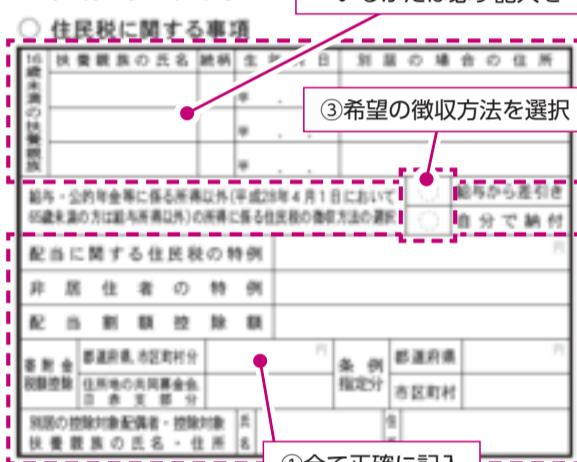 ○ 住民税に関する事項
16歳未満の扶養親族
扶養親族の氏名 続柄 生年月日 別居の場合の住所
平 . .
③希望の徴収方法を選択
平 . .
平 . .
給与・公的年金等に係る所得以外(平成28年4月1日において
65歳未満の方は給与所得以外)の所得に係る住民税の徴収方法の選択
給与から差引き
自分で納付
配当に関する住民税の特例 円
非居住者の特例
配当割額控除額
寄附金税額控除
都道府県、市区町村分 円
住所地の共同募金会、日赤支部分
条例指定分
都道府県 円
市区町村
別居の控除対象配偶者・控除対象
扶養親族の氏名・住所
氏名